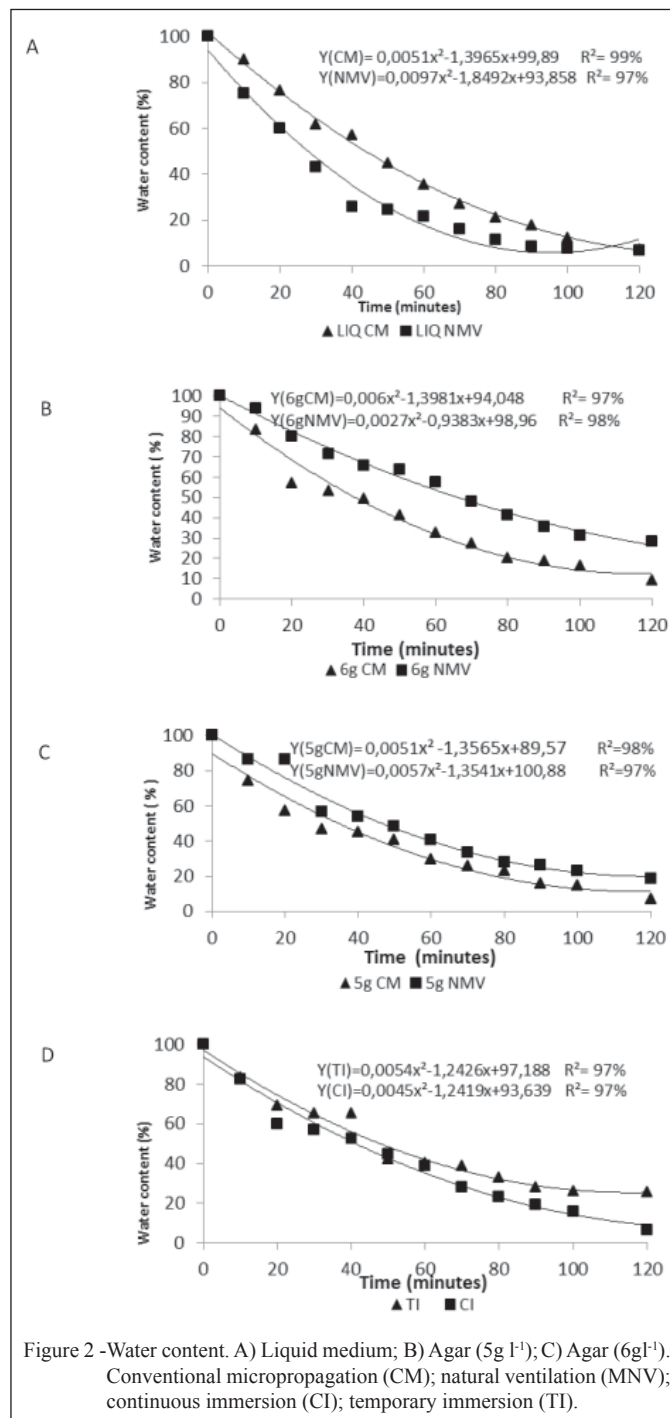 A
Y(CM)= 0,0051x²-1,3965x+99,89 R²= 99%
Y(NMV)=0,0097x²-1,8492x+93,858 R²= 97%
Water content (%)
100
80
60
40
20
0
0 20 40 60 80 100 120
Time (minutes)
▲ LIQ CM ■ LIQ NMV
B
Y(6gCM)=0,006x²-1,3981x+94,048 R²= 97%
Y(6gNMV)=0,0027x²-0,9383x+98,96 R²= 98%
Water content ( % )
100
90
80
70
60
50
40
30
20
10
0
0 20 40 60 80 100 120
Time (minutes)
▲ 6g CM ■ 6g NMV
C
Y(5gCM)= 0,0051x² -1,3565x+89,57 R²=98%
Y(5gNMV)=0,0057x²-1,3541x+100,88 R²=97%
Water content ( % )
100
80
60
40
20
0
0 20 40 60 80 100 120
Time (minutes)
▲ 5g CM ■ 5g NMV
D
Y(TI)=0,0054x²-1,2426x+97,188 R²= 97%
Y(CI)=0,0045x²-1,2419x+93,639 R²= 97%
Water content (%)
100
80
60
40
20
0
0 20 40 60 80 100 120
Time (minutes)
▲ TI ■ CI
Figure 2 -Water content. A) Liquid medium; B) Agar (5g l⁻¹); C) Agar (6gl⁻¹).
Conventional micropropagation (CM); natural ventilation (MNV);
continuous immersion (CI); temporary immersion (TI).